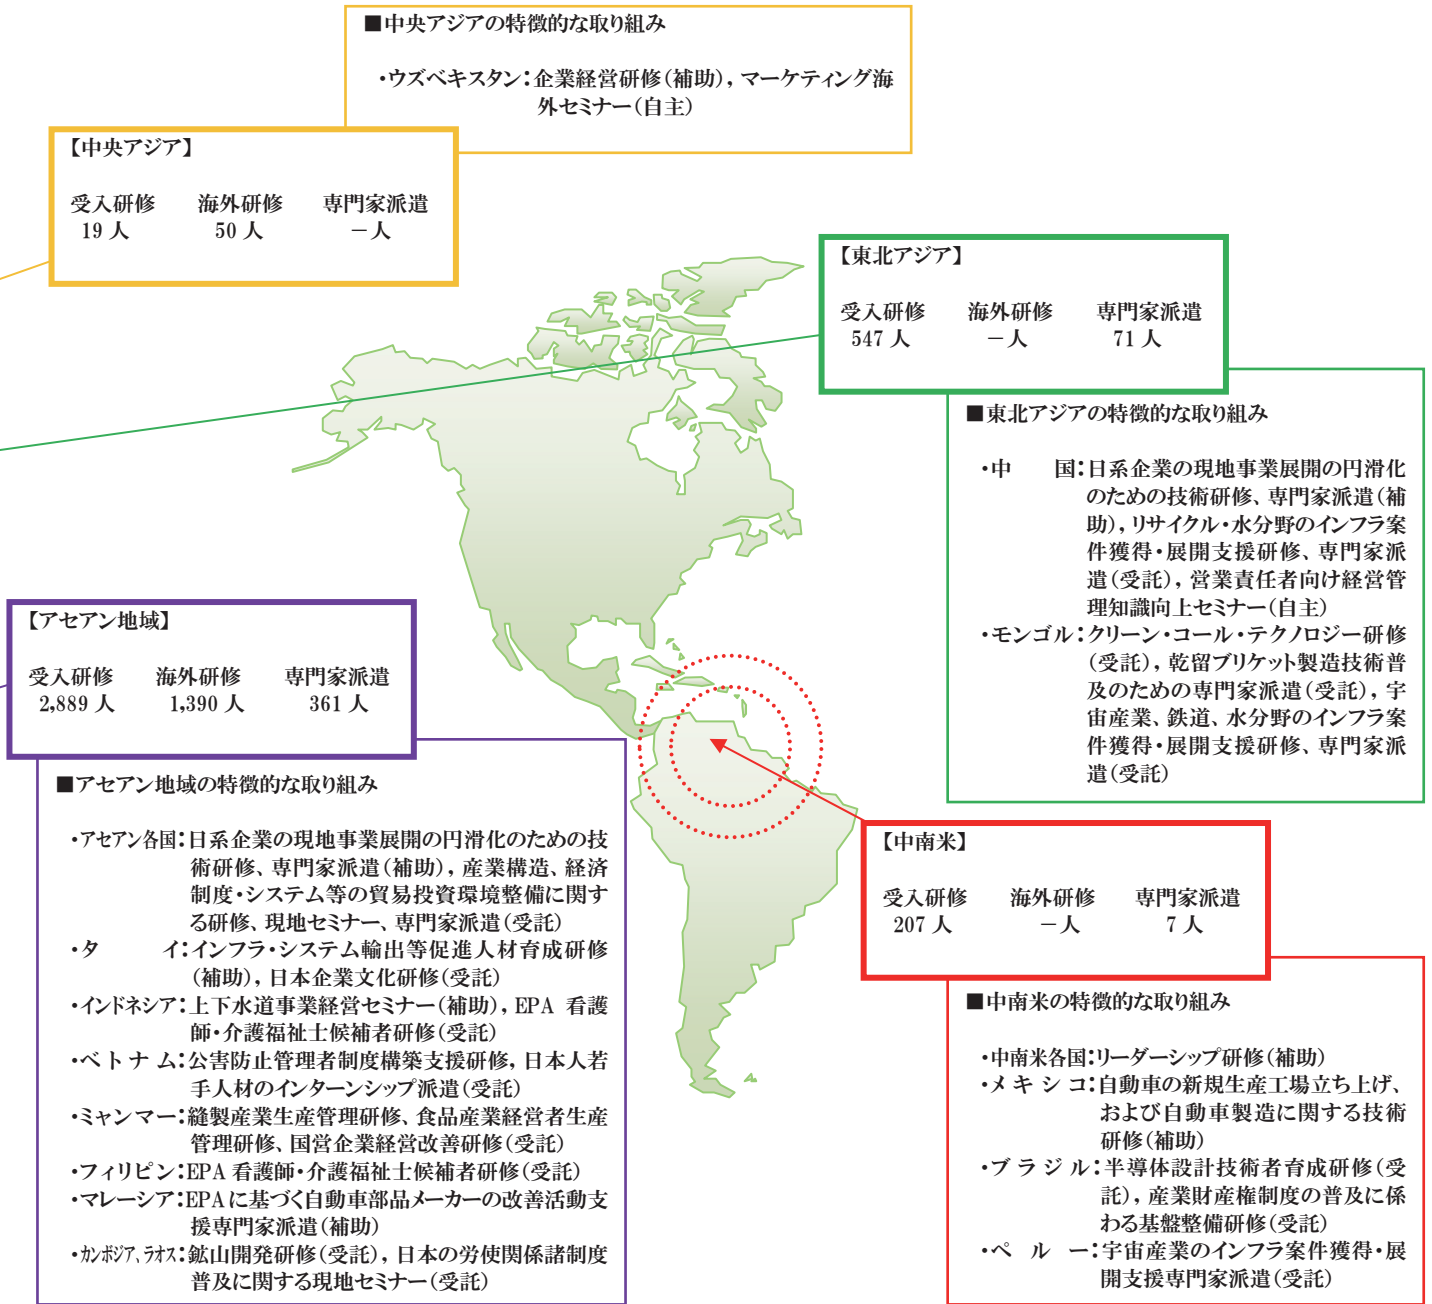 ■中央アジアの特徴的な取り組み
・ウズベキスタン：企業経営研修（補助），マーケティング海
外セミナー（自主）
【中央アジア】
受入研修 海外研修 専門家派遣
19 人 50 人 －人
【東北アジア】
受入研修 海外研修 専門家派遣
547 人 －人 71 人
■東北アジアの特徴的な取り組み
・中　　国：日系企業の現地事業展開の円滑化
のための技術研修、専門家派遣（補
助），リサイクル・水分野のインフラ案
件獲得・展開支援研修、専門家派
遣（受託），営業責任者向け経営管
理知識向上セミナー（自主）
・モンゴル：クリーン・コール・テクノロジー研修
（受託），乾留ブリケット製造技術普
及のための専門家派遣（受託），宇
宙産業、鉄道、水分野のインフラ案
件獲得・展開支援研修、専門家派
遣（受託）
【アセアン地域】
受入研修 海外研修 専門家派遣
2,889 人 1,390 人 361 人
■アセアン地域の特徴的な取り組み
・アセアン各国：日系企業の現地事業展開の円滑化のための技
術研修、専門家派遣（補助），産業構造、経済
制度・システム等の貿易投資環境整備に関す
る研修、現地セミナー、専門家派遣（受託）
・タ　　イ：インフラ・システム輸出等促進人材育成研修
（補助），日本企業文化研修（受託）
・インドネシア：上下水道事業経営セミナー（補助），EPA 看護
師・介護福祉士候補者研修（受託）
・ベ ト ナ ム：公害防止管理者制度構築支援研修，日本人若
手人材のインターンシップ派遣（受託）
・ミャンマー：縫製産業生産管理研修、食品産業経営者生産
管理研修、国営企業経営改善研修（受託）
・フィリピン：EPA 看護師・介護福祉士候補者研修（受託）
・マレーシア：EPAに基づく自動車部品メーカーの改善活動支
援専門家派遣（補助）
・カンボジア、ラオス：鉱山開発研修（受託），日本の労使関係諸制度
普及に関する現地セミナー（受託）
【中南米】
受入研修 海外研修 専門家派遣
207 人 －人 7 人
■中南米の特徴的な取り組み
・中南米各国：リーダーシップ研修（補助）
・メ キ シ コ：自動車の新規生産工場立ち上げ、
および自動車製造に関する技術
研修（補助）
・ブ ラ ジ ル：半導体設計技術者育成研修（受
託），産業財産権制度の普及に係
わる基盤整備研修（受託）
・ペ ル ー：宇宙産業のインフラ案件獲得・展
開支援専門家派遣（受託）